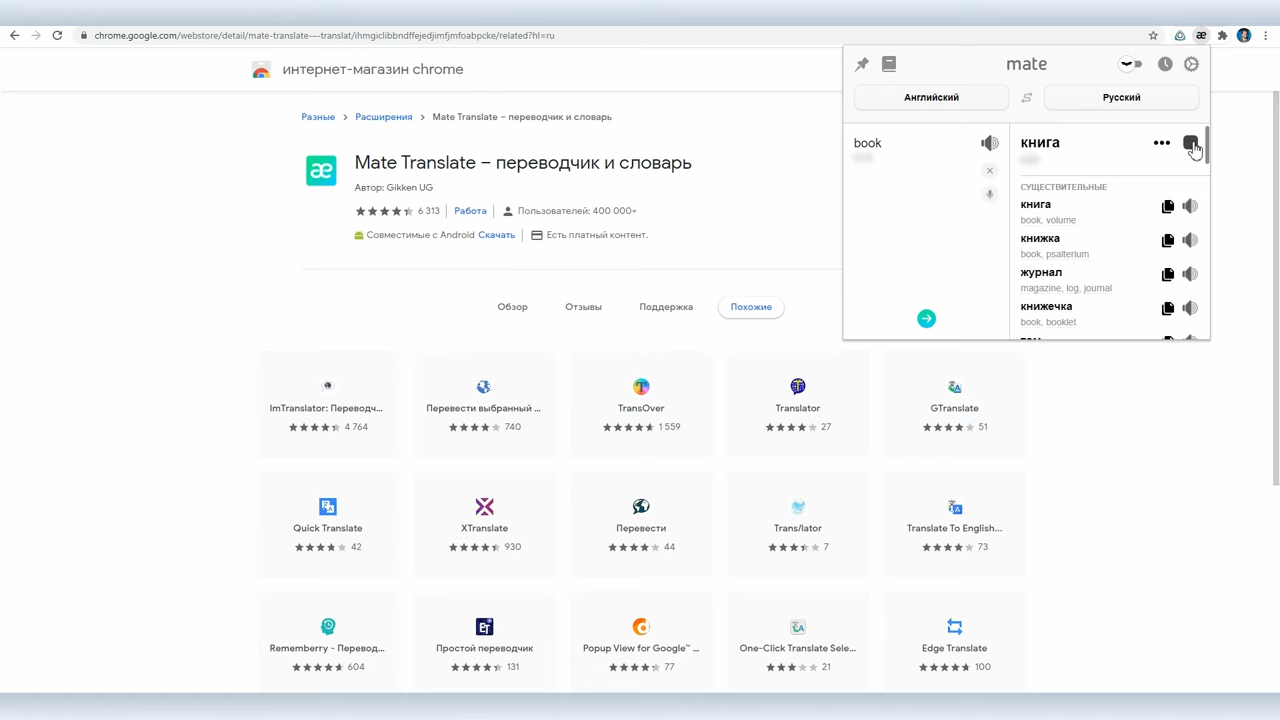 chrome.google.com/webstore/detail/mate-translate-–-translat/ihmgiclibbndffejedjimfjmfoabpcke/related?hl=ru
интернет-магазин chrome
Разные > Расширения > Mate Translate – переводчик и словарь
æ
Mate Translate – переводчик и словарь
Автор: Gikken UG
6 313 | Работа | Пользователей: 400 000+
Совместимые с Android Скачать | Есть платный контент.
Обзор Отзывы Поддержка Похожие
mate
Английский Русский
book
книга
СУЩЕСТВИТЕЛЬНЫЕ
книга
book, volume
книжка
book, psalterium
журнал
magazine, log, journal
книжечка
book, booklet
ImTranslator: Переводч... Перевести выбранный ... TransOver Translator GTranslate
4 764 740 1 559 27 51
Quick Translate XTranslate Перевести Trans/lator Translate To English...
42 930 44 7 73
Rememberry - Перевод... Простой переводчик Popup View for Google™ ... One-Click Translate Sele... Edge Translate
604 131 77 21 100